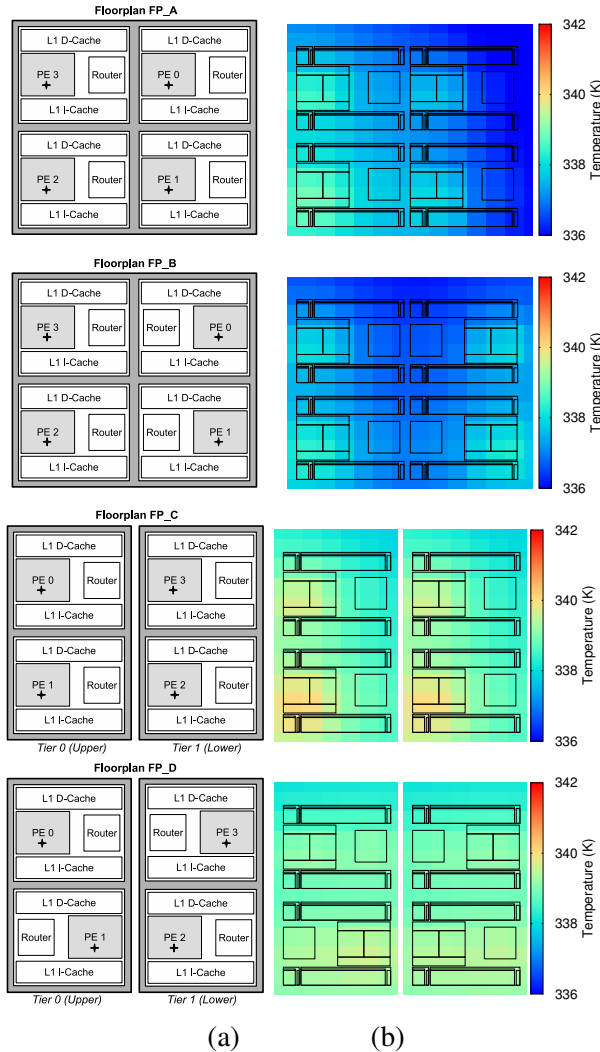 Floorplan FP_A
L1 D-Cache L1 D-Cache
PE 3 Router PE 0 Router
L1 I-Cache L1 I-Cache
L1 D-Cache L1 D-Cache
PE 2 Router PE 1 Router
L1 I-Cache L1 I-Cache
342
340
338
336
Temperature (K)
Floorplan FP_B
L1 D-Cache L1 D-Cache
PE 3 Router Router PE 0
L1 I-Cache L1 I-Cache
L1 D-Cache L1 D-Cache
PE 2 Router Router PE 1
L1 I-Cache L1 I-Cache
342
340
338
336
Temperature (K)
Floorplan FP_C
L1 D-Cache L1 D-Cache
PE 0 Router PE 3 Router
L1 I-Cache L1 I-Cache
L1 D-Cache L1 D-Cache
PE 1 Router PE 2 Router
L1 I-Cache L1 I-Cache
Tier 0 (Upper) Tier 1 (Lower)
342
340
338
336
Temperature (K)
Floorplan FP_D
L1 D-Cache L1 D-Cache
PE 0 Router Router PE 3
L1 I-Cache L1 I-Cache
L1 D-Cache L1 D-Cache
Router PE 1 PE 2 Router
L1 I-Cache L1 I-Cache
Tier 0 (Upper) Tier 1 (Lower)
342
340
338
336
Temperature (K)
(a) (b)